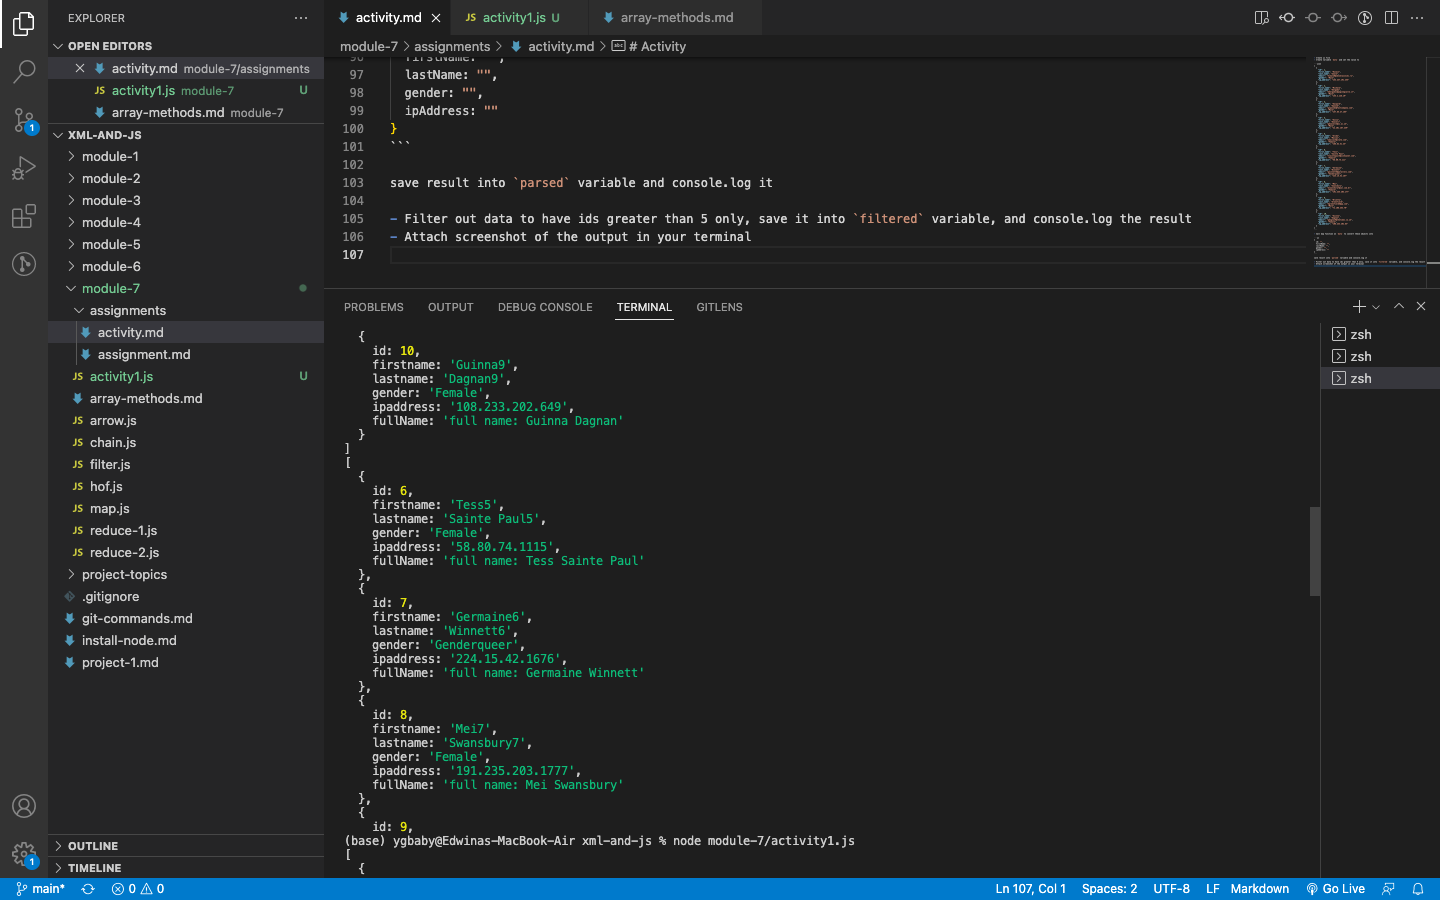 EXPLORER
OPEN EDITORS
activity.md module-7/assignments
JS activity1.js module-7 U
array-methods.md module-7
XML-AND-JS
module-1
module-2
module-3
module-4
module-5
module-6
module-7
assignments
activity.md
assignment.md
JS activity1.js U
array-methods.md
JS arrow.js
JS chain.js
JS filter.js
JS hof.js
JS map.js
JS reduce-1.js
JS reduce-2.js
project-topics
.gitignore
git-commands.md
install-node.md
project-1.md
OUTLINE
TIMELINE
1
1
activity.md
JS activity1.js U
array-methods.md
module-7 > assignments > activity.md > # Activity
96 firstName: "",
97 lastName: "",
98 gender: "",
99 ipAddress: ""
100 }
101 ```
102
103 save result into `parsed` variable and console.log it
104
105 - Filter out data to have ids greater than 5 only, save it into `filtered` variable, and console.log the result
106 - Attach screenshot of the output in your terminal
107
PROBLEMS OUTPUT DEBUG CONSOLE TERMINAL GITLENS
{
id: 10,
firstname: 'Guinna9',
lastname: 'Dagnan9',
gender: 'Female',
ipaddress: '108.233.202.649',
fullName: 'full name: Guinna Dagnan'
}
]
[
{
id: 6,
firstname: 'Tess5',
lastname: 'Sainte Paul5',
gender: 'Female',
ipaddress: '58.80.74.1115',
fullName: 'full name: Tess Sainte Paul'
},
{
id: 7,
firstname: 'Germaine6',
lastname: 'Winnett6',
gender: 'Genderqueer',
ipaddress: '224.15.42.1676',
fullName: 'full name: Germaine Winnett'
},
{
id: 8,
firstname: 'Mei7',
lastname: 'Swansbury7',
gender: 'Female',
ipaddress: '191.235.203.1777',
fullName: 'full name: Mei Swansbury'
},
{
id: 9,
(base) ygbaby@Edwinas-MacBook-Air xml-and-js % node module-7/activity1.js
[
{
zsh
zsh
zsh
main* 0 0 Ln 107, Col 1 Spaces: 2 UTF-8 LF Markdown Go Live